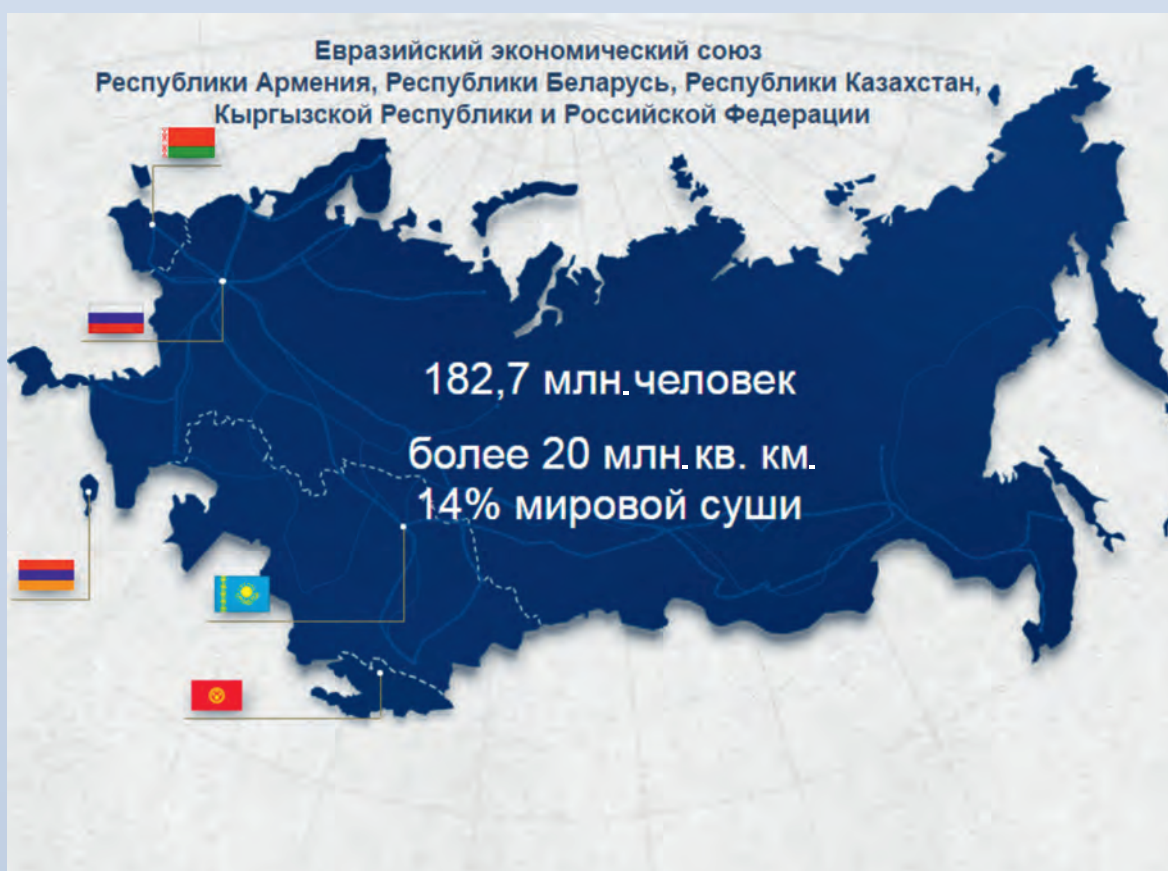 Евразийский экономический союз
Республики Армения, Республики Беларусь, Республики Казахстан,
Кыргызской Республики и Российской Федерации
182,7 млн.человек
более 20 млн.кв. км.
14% мировой суши